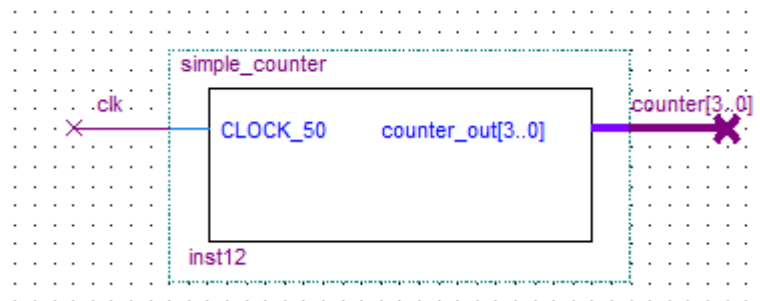 simple_counter
clk
counter[3..0]
CLOCK_50
counter_out[3..0]
inst12